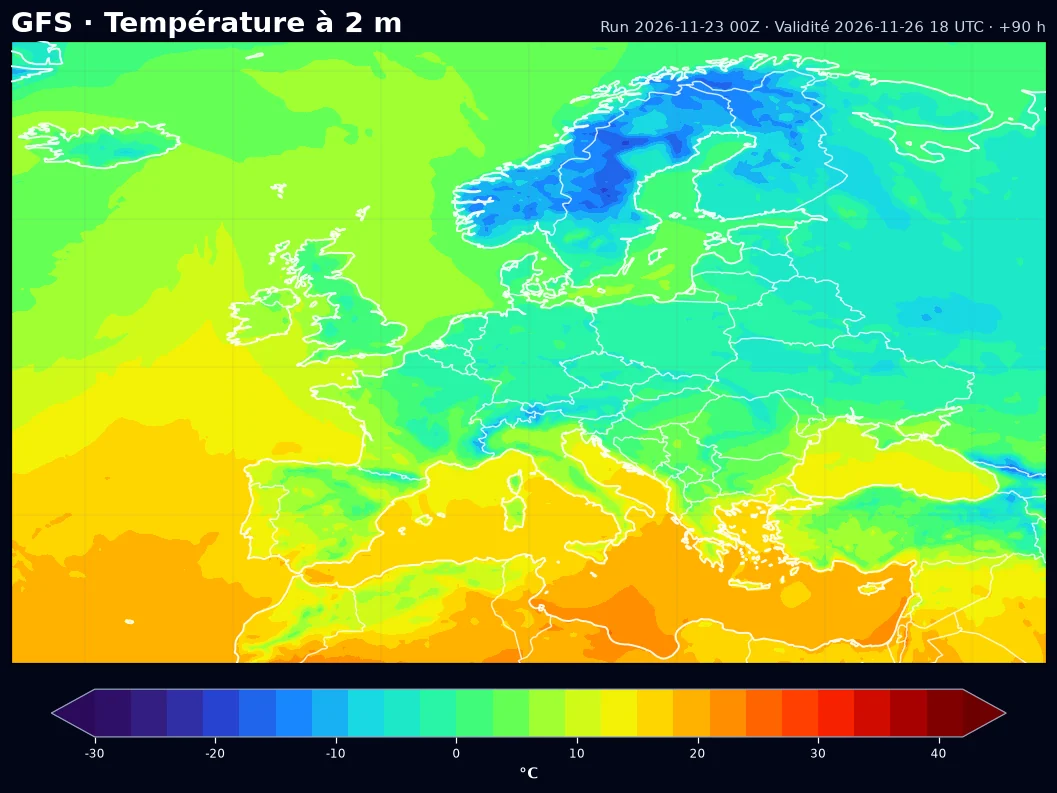 GFS · Température à 2 m
Run 2026-11-23 00Z · Validité 2026-11-26 18 UTC · +90 h
-30 -20 -10 0 10 20 30 40
°C